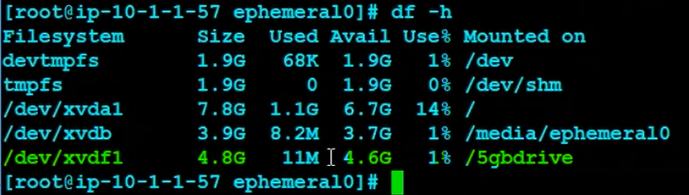 [root@ip-10-1-1-57 ephemeral0]# df -h
Filesystem      Size  Used Avail Use% Mounted on
devtmpfs        1.9G   68K  1.9G   1% /dev
tmpfs           1.9G     0  1.9G   0% /dev/shm
/dev/xvda1      7.8G  1.1G  6.7G  14% /
/dev/xvdb       3.9G  8.2M  3.7G   1% /media/ephemeral0
/dev/xvdf1      4.8G   11M  4.6G   1% /5gbdrive
[root@ip-10-1-1-57 ephemeral0]#